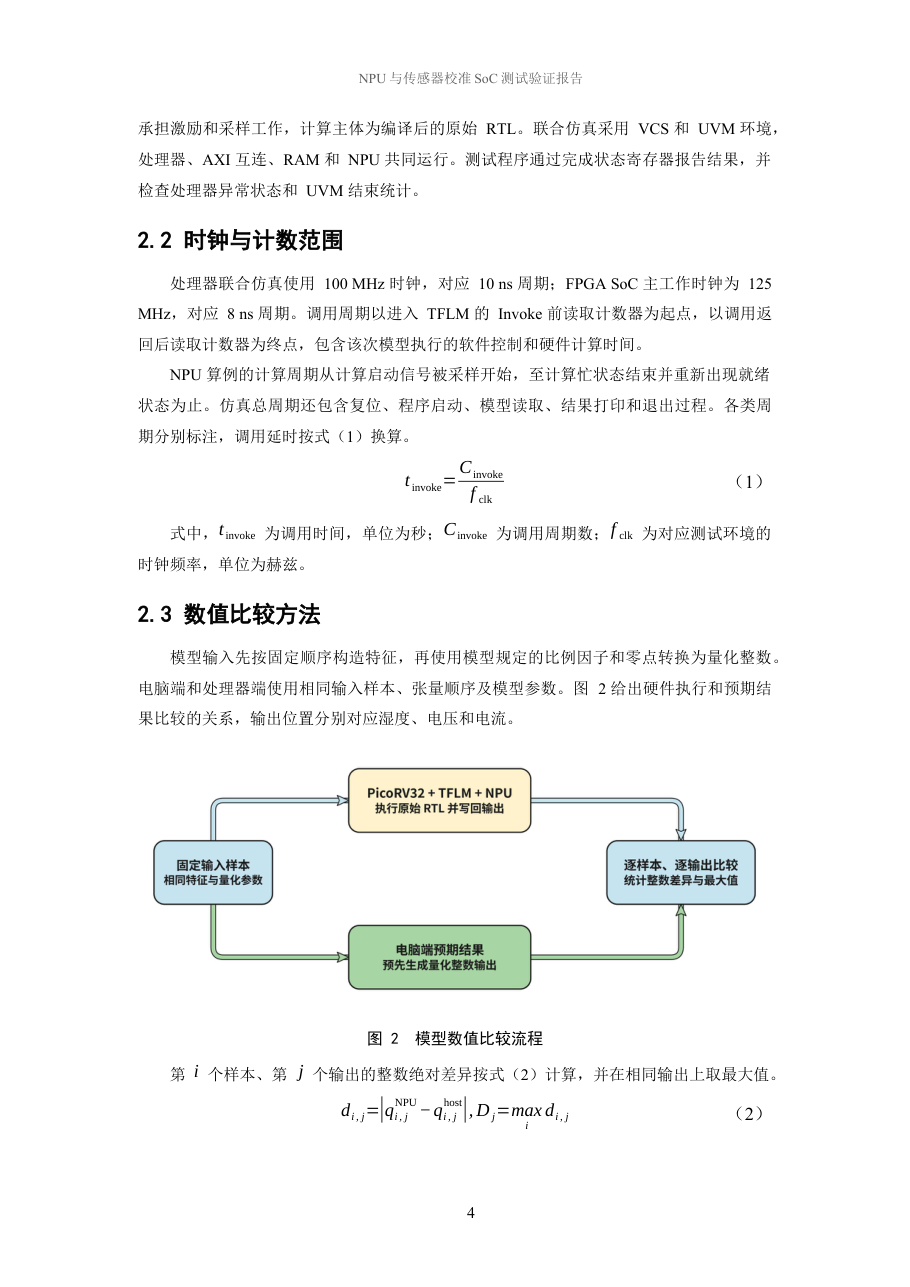 NPU 与传感器校准 SoC 测试验证报告
承担激励和采样工作，计算主体为编译后的原始 RTL。联合仿真采用 VCS 和 UVM 环境，
处理器、AXI 互连、RAM 和 NPU 共同运行。测试程序通过完成状态寄存器报告结果，并
检查处理器异常状态和 UVM 结束统计。
2.2 时钟与计数范围
处理器联合仿真使用 100 MHz 时钟，对应 10 ns 周期；FPGA SoC 主工作时钟为 125
MHz，对应 8 ns 周期。调用周期以进入 TFLM 的 Invoke 前读取计数器为起点，以调用返
回后读取计数器为终点，包含该次模型执行的软件控制和硬件计算时间。
NPU 算例的计算周期从计算启动信号被采样开始，至计算忙状态结束并重新出现就绪
状态为止。仿真总周期还包含复位、程序启动、模型读取、结果打印和退出过程。各类周
期分别标注，调用延时按式（1）换算。
t_invoke = C_invoke / f_clk （1）
式中，t_invoke 为调用时间，单位为秒；C_invoke 为调用周期数；f_clk 为对应测试环境的
时钟频率，单位为赫兹。
2.3 数值比较方法
模型输入先按固定顺序构造特征，再使用模型规定的比例因子和零点转换为量化整数。
电脑端和处理器端使用相同输入样本、张量顺序及模型参数。图 2 给出硬件执行和预期结
果比较的关系，输出位置分别对应湿度、电压和电流。
PicoRV32 + TFLM + NPU
执行原始 RTL 并写回输出
固定输入样本
相同特征与量化参数
逐样本、逐输出比较
统计整数差异与最大值
电脑端预期结果
预先生成量化整数输出
图 2 模型数值比较流程
第 i 个样本、第 j 个输出的整数绝对差异按式（2）计算，并在相同输出上取最大值。
d_{i,j} = |q_{i,j}^{NPU} − q_{i,j}^{host}|, D_j = max_i d_{i,j} （2）
4